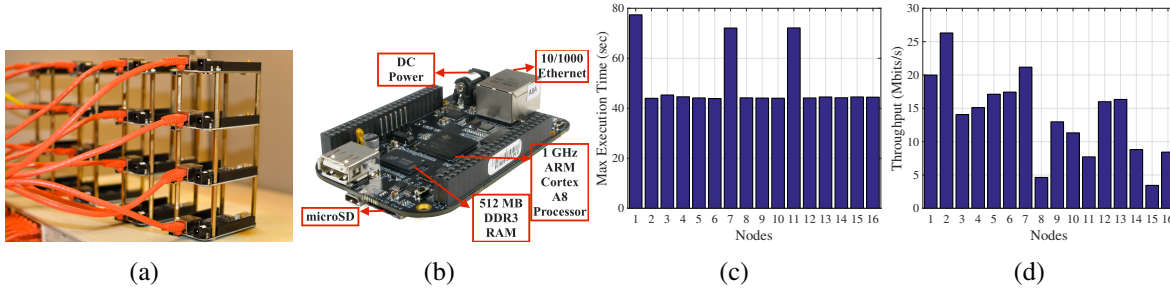 DC
Power
10/1000
Ethernet
1 GHz
ARM
Cortex
A8
Processor
512 MB
DDR3
RAM
microSD
Max Execution Time (sec)
80
60
40
20
0
1 2 3 4 5 6 7 8 9 10 11 12 13 14 15 16
Nodes
Throughput (Mbits/s)
30
25
20
15
10
5
0
1 2 3 4 5 6 7 8 9 10 11 12 13 14 15 16
Nodes
(a) (b) (c) (d)